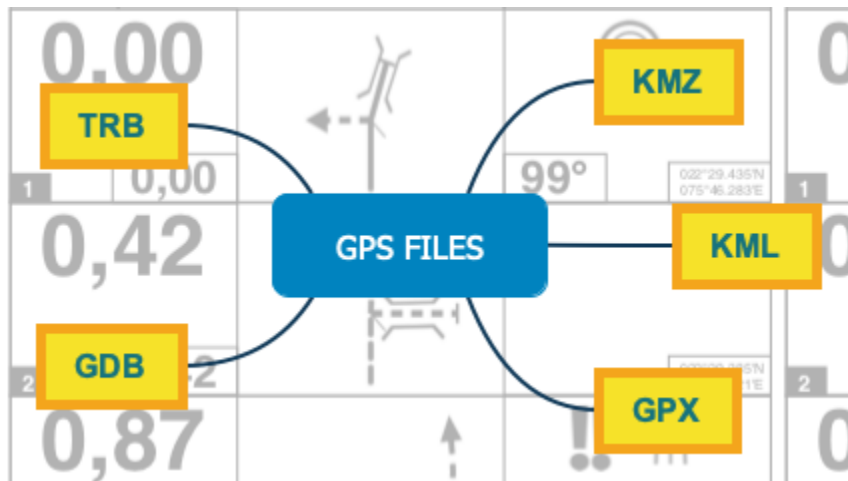 0,00
TRB
KMZ
1
0,00
99°
022°29.435'N
075°46.283'E
1
0,42
GPS FILES
KML
GDB
2
2
GPX
0,87
!!